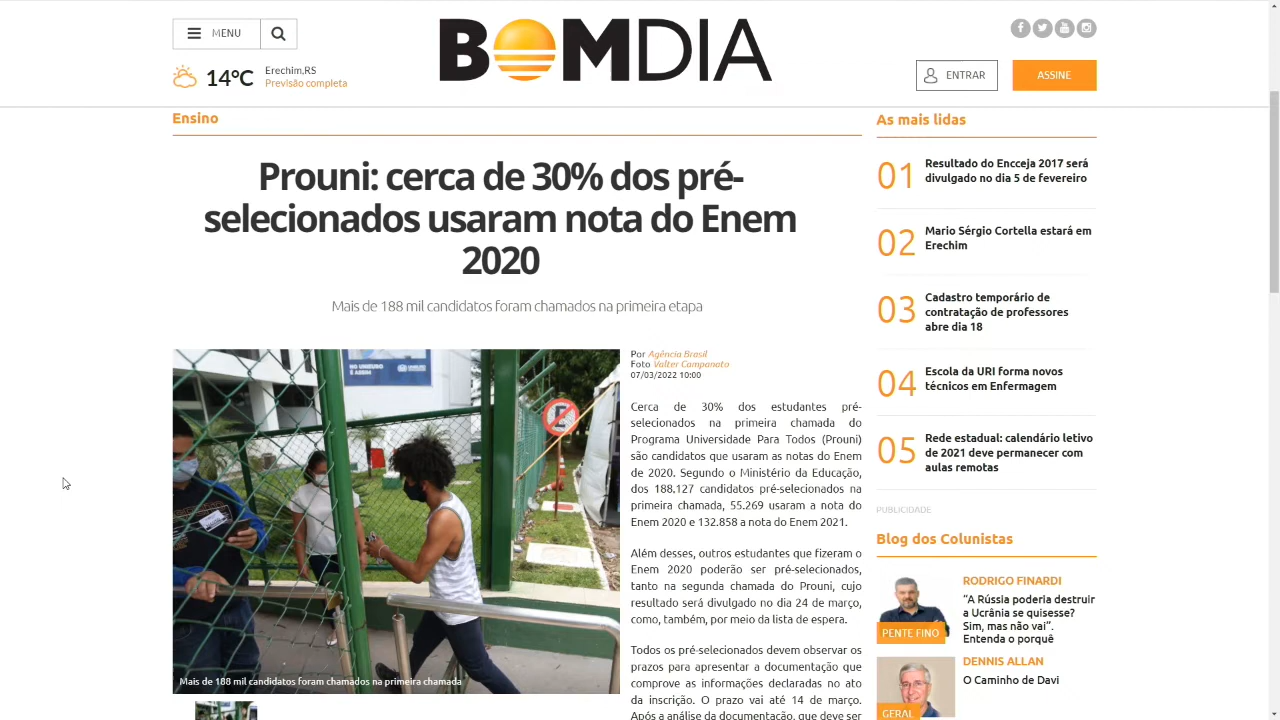 MENU
BOMDIA
14°C
Erechim,RS
Previsão completa
ENTRAR
ASSINE
Ensino
Prouni: cerca de 30% dos pré-
selecionados usaram nota do Enem
2020
Mais de 188 mil candidatos foram chamados na primeira etapa
Mais de 188 mil candidatos foram chamados na primeira chamada
Por Agência Brasil
Foto Valter Campanato
07/03/2022 10:00
Cerca de 30% dos estudantes pré-
selecionados na primeira chamada do
Programa Universidade Para Todos (Prouni)
são candidatos que usaram as notas do Enem
de 2020. Segundo o Ministério da Educação,
dos 188.127 candidatos pré-selecionados na
primeira chamada, 55.269 usaram a nota do
Enem 2020 e 132.858 a nota do Enem 2021.
Além desses, outros estudantes que fizeram o
Enem 2020 poderão ser pré-selecionados,
tanto na segunda chamada do Prouni, cujo
resultado será divulgado no dia 24 de março,
como, também, por meio da lista de espera.
Todos os pré-selecionados devem observar os
prazos para apresentar a documentação que
comprove as informações declaradas no ato
da inscrição. O prazo vai até 14 de março.
Após a análise da documentação, que deve ser
As mais lidas
01
Resultado do Encceja 2017 será
divulgado no dia 5 de fevereiro
02
Mario Sérgio Cortella estará em
Erechim
03
Cadastro temporário de
contratação de professores
abre dia 18
04
Escola da URI forma novos
técnicos em Enfermagem
05
Rede estadual: calendário letivo
de 2021 deve permanecer com
aulas remotas
PUBLICIDADE
Blog dos Colunistas
PENTE FINO
RODRIGO FINARDI
“A Rússia poderia destruir
a Ucrânia se quisesse?
Sim, mas não vai”.
Entenda o porquê
GERAL
DENNIS ALLAN
O Caminho de Davi